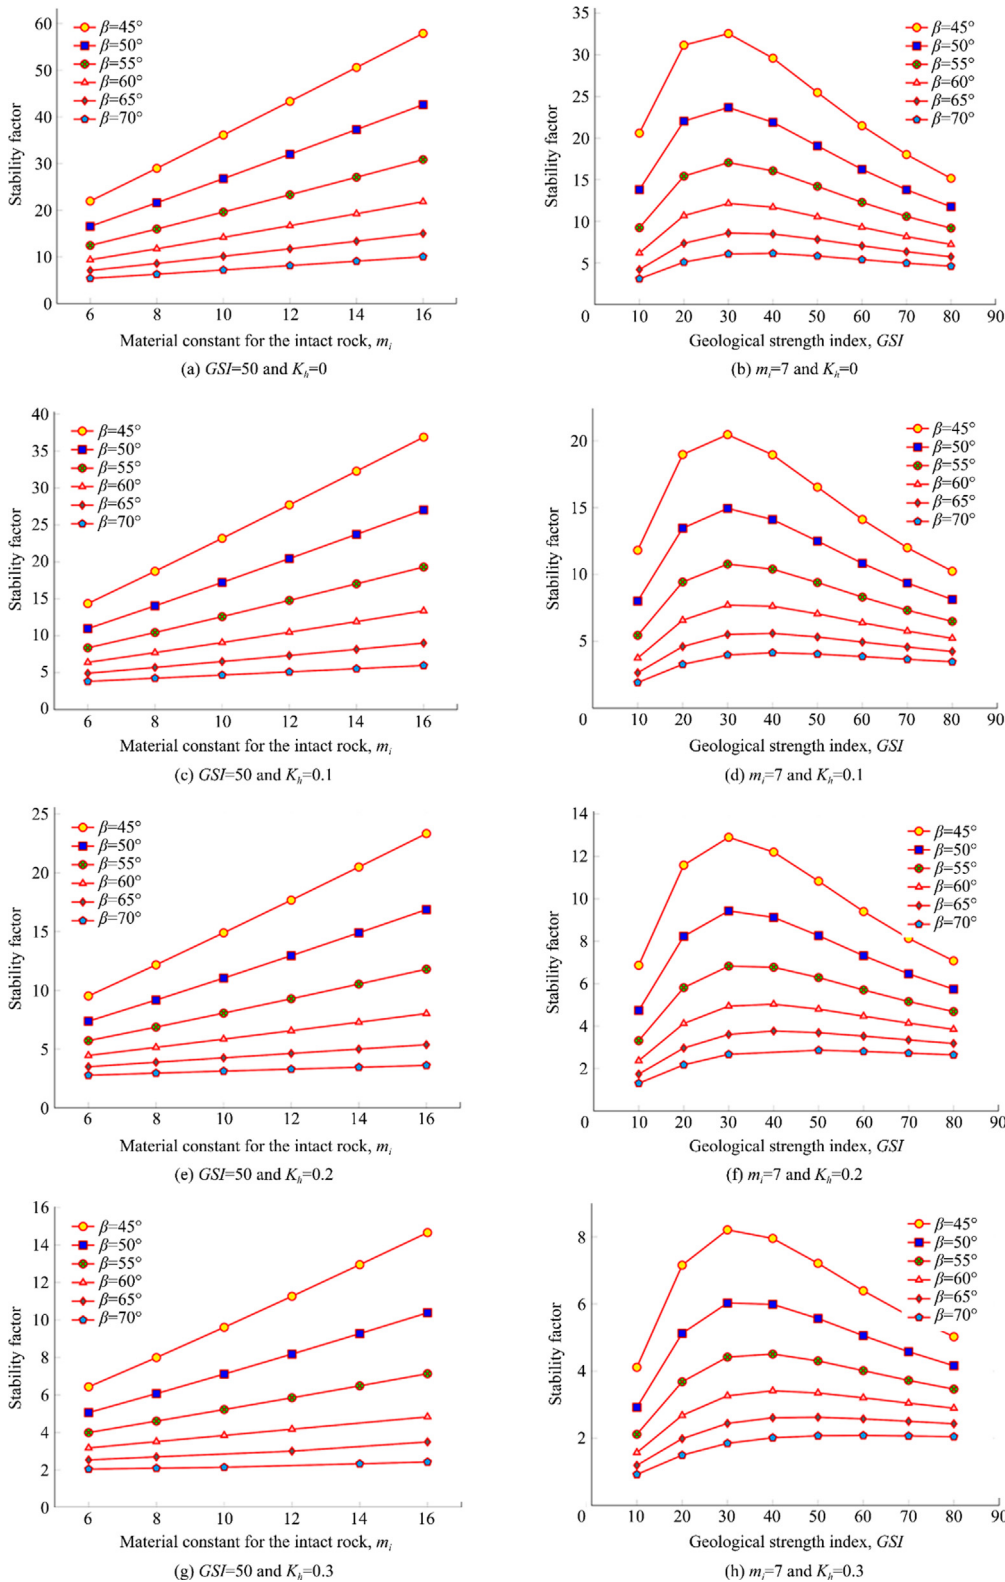 Stability factor
60
50
40
30
20
10
0
β=45°
β=50°
β=55°
β=60°
β=65°
β=70°
6 8 10 12 14 16
Material constant for the intact rock, mi
(a) GSI=50 and Kh=0
Stability factor
35
30
25
20
15
10
5
β=45°
β=50°
β=55°
β=60°
β=65°
β=70°
0 10 20 30 40 50 60 70 80 90
Geological strength index, GSI
(b) mi=7 and Kh=0
Stability factor
40
35
30
25
20
15
10
5
0
β=45°
β=50°
β=55°
β=60°
β=65°
β=70°
6 8 10 12 14 16
Material constant for the intact rock, mi
(c) GSI=50 and Kh=0.1
Stability factor
20
15
10
5
β=45°
β=50°
β=55°
β=60°
β=65°
β=70°
0 10 20 30 40 50 60 70 80 90
Geological strength index, GSI
(d) mi=7 and Kh=0.1
Stability factor
25
20
15
10
5
0
β=45°
β=50°
β=55°
β=60°
β=65°
β=70°
6 8 10 12 14 16
Material constant for the intact rock, mi
(e) GSI=50 and Kh=0.2
Stability factor
14
12
10
8
6
4
2
β=45°
β=50°
β=55°
β=60°
β=65°
β=70°
0 10 20 30 40 50 60 70 80 90
Geological strength index, GSI
(f) mi=7 and Kh=0.2
Stability factor
16
14
12
10
8
6
4
2
0
β=45°
β=50°
β=55°
β=60°
β=65°
β=70°
6 8 10 12 14 16
Material constant for the intact rock, mi
(g) GSI=50 and Kh=0.3
Stability factor
8
6
4
2
β=45°
β=50°
β=55°
β=60°
β=65°
β=70°
0 10 20 30 40 50 60 70 80 90
Geological strength index, GSI
(h) mi=7 and Kh=0.3